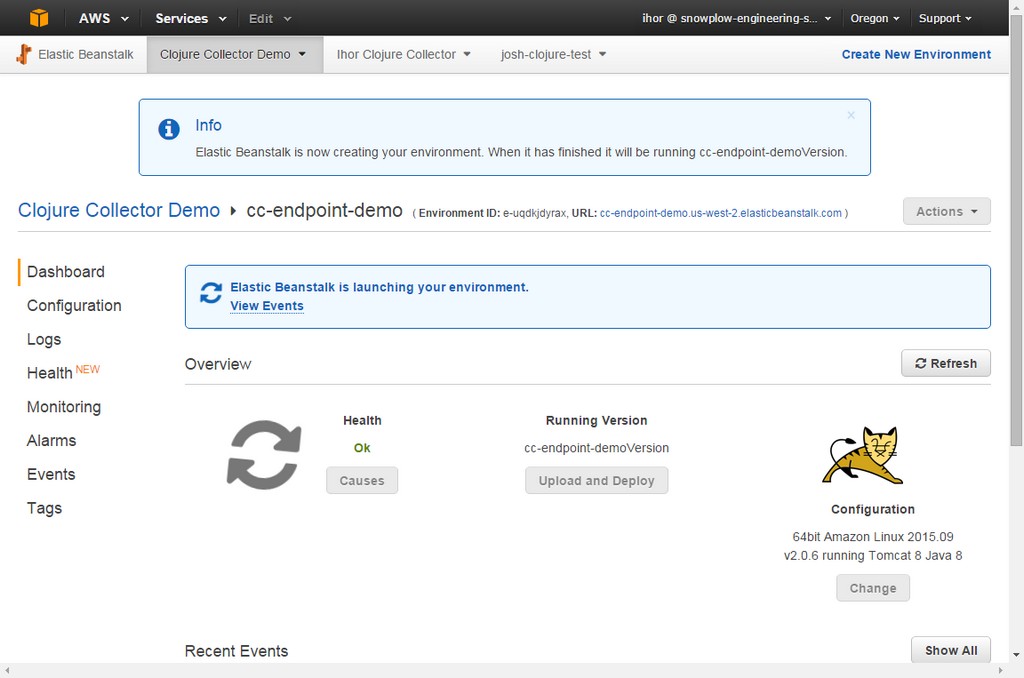 AWS Services Edit ihor @ snowplow-engineering-s... Oregon Support
Elastic Beanstalk Clojure Collector Demo Ihor Clojure Collector josh-clojure-test Create New Environment
Info
Elastic Beanstalk is now creating your environment. When it has finished it will be running cc-endpoint-demoVersion.
Clojure Collector Demo cc-endpoint-demo ( Environment ID: e-uqdkjdyrax, URL: cc-endpoint-demo.us-west-2.elasticbeanstalk.com ) Actions
Dashboard
Configuration
Logs
Health NEW
Monitoring
Alarms
Events
Tags
Elastic Beanstalk is launching your environment.
View Events
Overview Refresh
Health
Ok
Causes
Running Version
cc-endpoint-demoVersion
Upload and Deploy
Configuration
64bit Amazon Linux 2015.09
v2.0.6 running Tomcat 8 Java 8
Change
Recent Events Show All